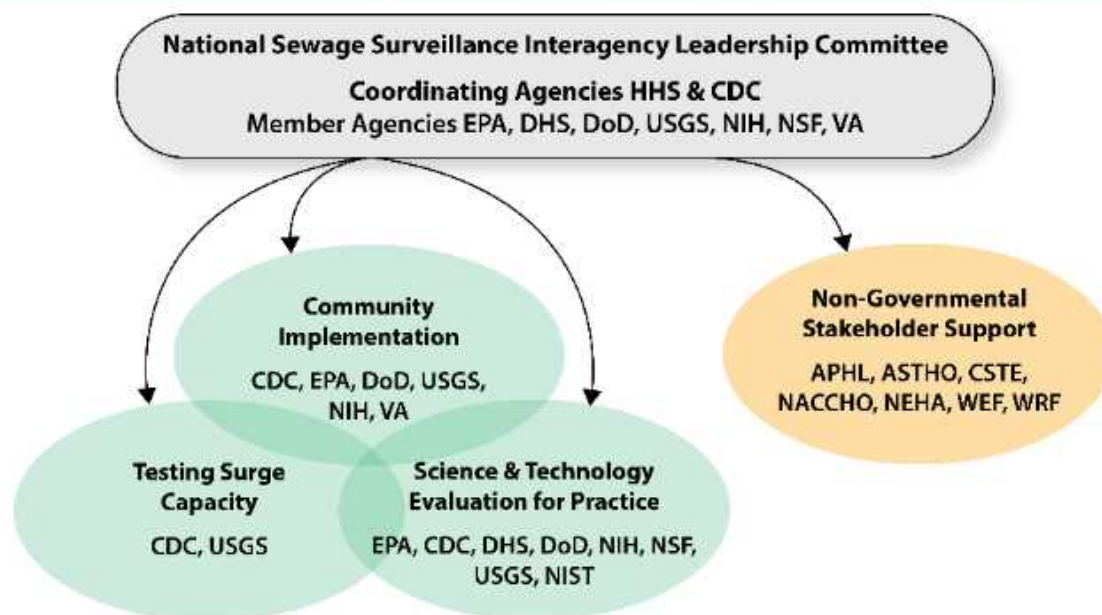 National Sewage Surveillance Interagency Leadership Committee
Coordinating Agencies HHS & CDC
Member Agencies EPA, DHS, DoD, USGS, NIH, NSF, VA
Community
Implementation
CDC, EPA, DoD, USGS,
NIH, VA
Testing Surge
Capacity
CDC, USGS
Science & Technology
Evaluation for Practice
EPA, CDC, DHS, DoD, NIH, NSF,
USGS, NIST
Non-Governmental
Stakeholder Support
APHL, ASTHO, CSTE,
NACCHO, NEHA, WEF, WRF